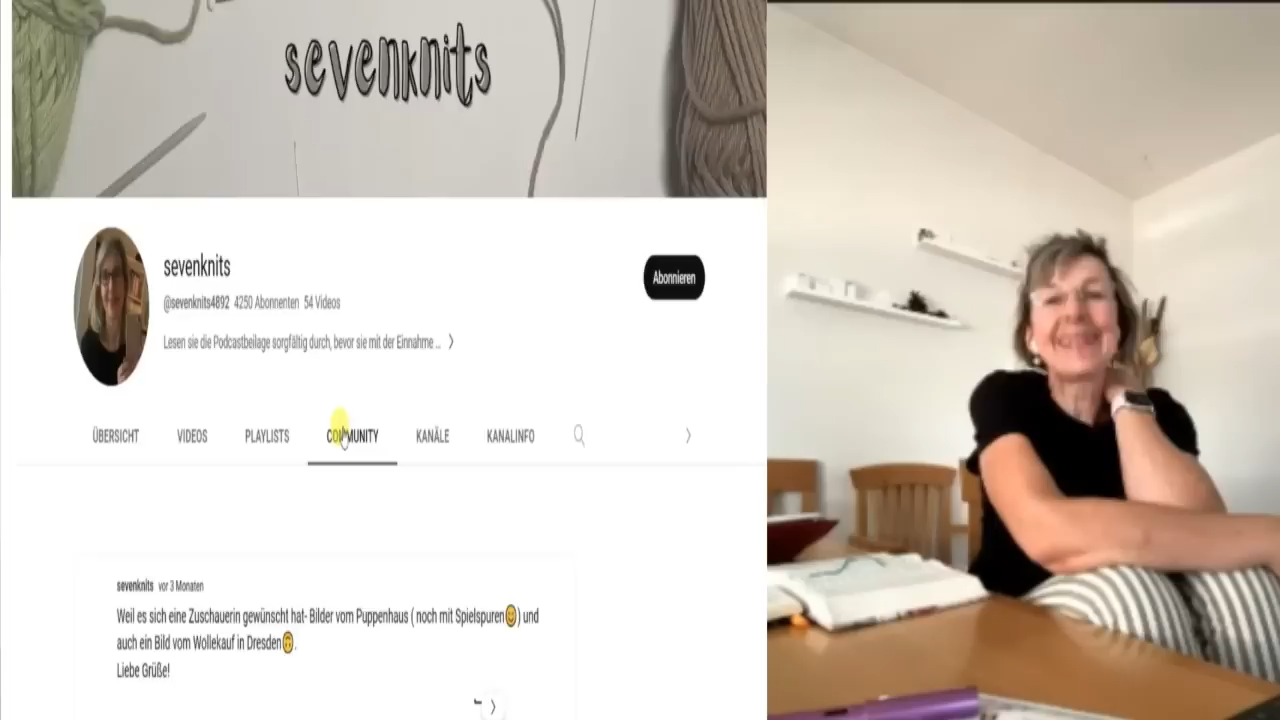 sevenknits
sevenknits
Abonnieren
@sevenknits4892 4250 Abonnenten 54 Videos
Lesen sie die Podcastbeilage sorgfältig durch, bevor sie mit der Einnahme ...
ÜBERSICHT VIDEOS PLAYLISTS COMMUNITY KANÄLE KANALINFO
sevenknits vor 3 Monaten
Weil es sich eine Zuschauerin gewünscht hat- Bilder vom Puppenhaus ( noch mit Spielspuren😊) und
auch ein Bild vom Wollekauf in Dresden🙃.
Liebe Grüße!